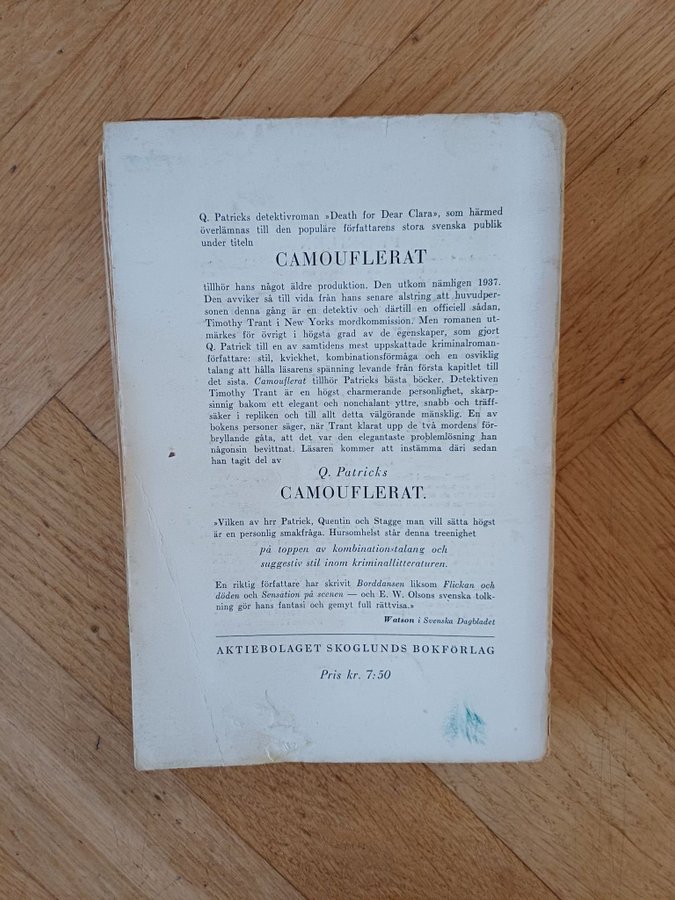 Q. Patricks detektivroman »Death for Dear Clara», som härmed
överlämnas till den populäre författarens stora svenska publik
under titeln
CAMOUFLERAT
tillhör hans något äldre produktion. Den utkom nämligen 1937.
Den avviker så till vida från hans senare alstring att huvudper-
sonen denna gång är en detektiv och därtill en officiell sådan,
Timothy Trant i New Yorks mordkommission. Men romanen ut-
märkes för övrigt i högsta grad av de egenskaper, som gjort
Q. Patrick till en av samtidens mest uppskattade kriminalroman-
författare: stil, kvickhet, kombinationsförmåga och en osviklig
talang att hålla läsarens spänning levande från första kapitlet till
det sista. Camouflerat tillhör Patricks bästa böcker. Detektiven
Timothy Trant är en högst charmerande personlighet, skarp-
sinnig bakom ett elegant och nonchalant yttre, snabb och träff-
säker i repliken och till allt detta välgörande mänsklig. En av
bokens personer säger, när Trant klarat upp de två mordens för-
bryllande gåta, att det var den elegantaste problemlösning han
någonsin bevittnat. Läsaren kommer att instämma däri sedan
han tagit del av
Q. Patricks
CAMOUFLERAT.
»Vilken av hrr Patrick, Quentin och Stagge man vill sätta högst
är en personlig smakfråga. Hursomhelst står denna treenighet
på toppen av kombinationstalang och
suggestiv stil inom kriminallitteraturen.
En riktig författare har skrivit Borddansen liksom Flickan och
döden och Sensation på scenen — och E. W. Olsons svenska tolk-
ning gör hans fantasi och gemyt full rättvisa.»
Watson i Svenska Dagbladet
AKTIEBOLAGET SKOGLUNDS BOKFÖRLAG
Pris kr. 7:50